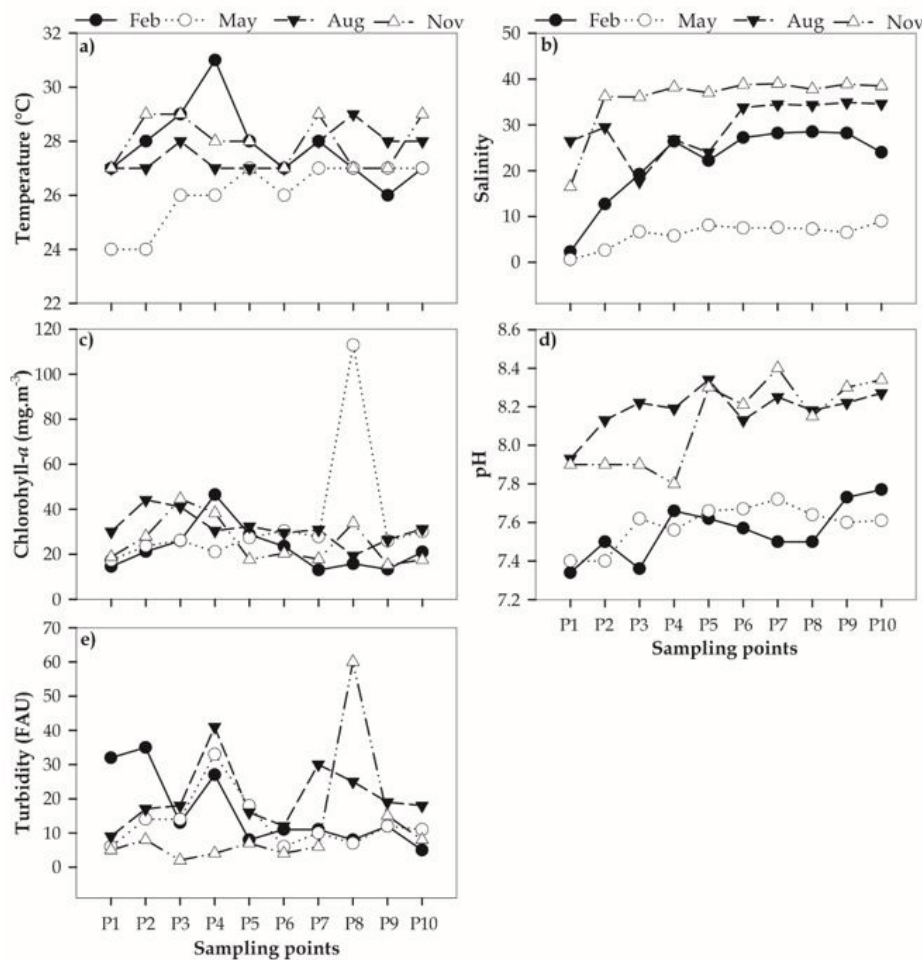 Feb May Aug Nov Feb May Aug Nov
a)
32
30
28
26
24
22
Temperature (°C)
b)
50
40
30
20
10
0
Salinity
c)
120
100
80
60
40
20
0
Chlorohyll-a (mg.m⁻³)
d)
8.6
8.4
8.2
8.0
7.8
7.6
7.4
7.2
pH
P1 P2 P3 P4 P5 P6 P7 P8 P9 P10
Sampling points
e)
70
60
50
40
30
20
10
0
Turbidity (FAU)
P1 P2 P3 P4 P5 P6 P7 P8 P9 P10
Sampling points